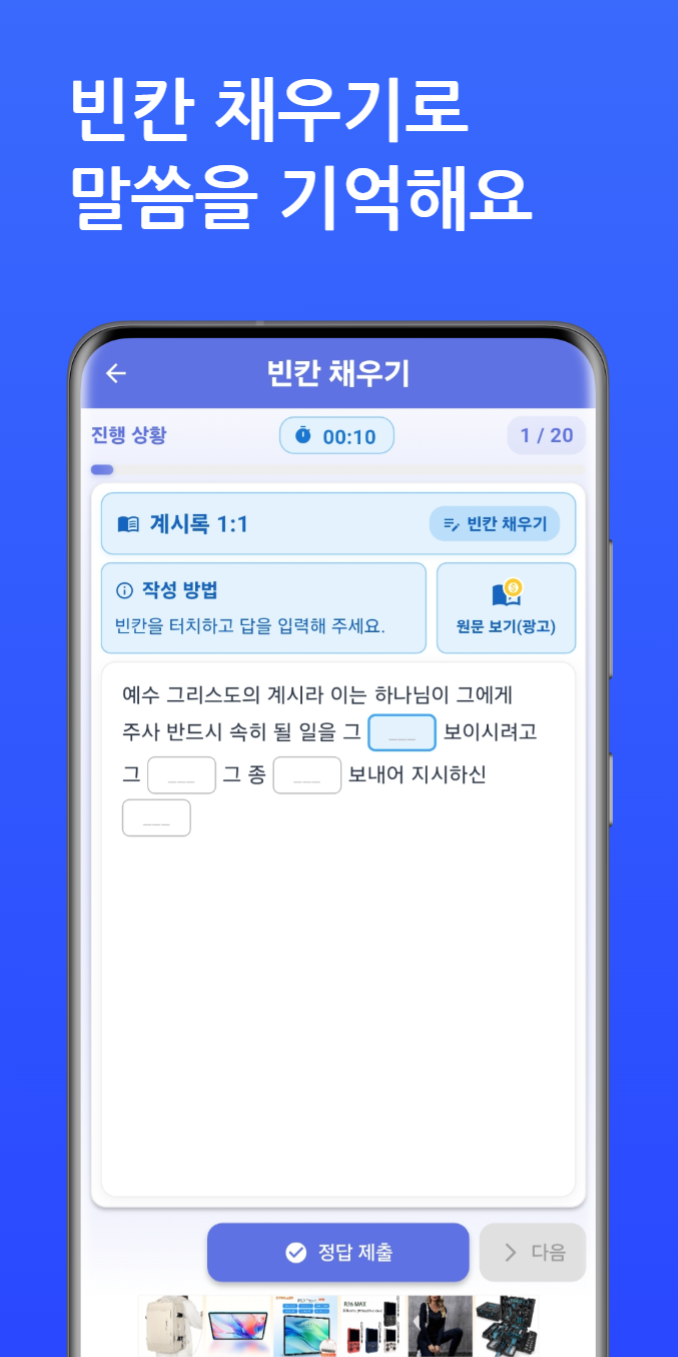 빈칸 채우기로
말씀을 기억해요
빈칸 채우기
진행 상황
00:10
1 / 20
계시록 1:1
빈칸 채우기
작성 방법
빈칸을 터치하고 답을 입력해 주세요.
원문 보기(광고)
예수 그리스도의 계시라 이는 하나님이 그에게
주사 반드시 속히 될 일을 그 ___ 보이시려고
그 ___ 그 종 ___ 보내어 지시하신
___
정답 제출
다음